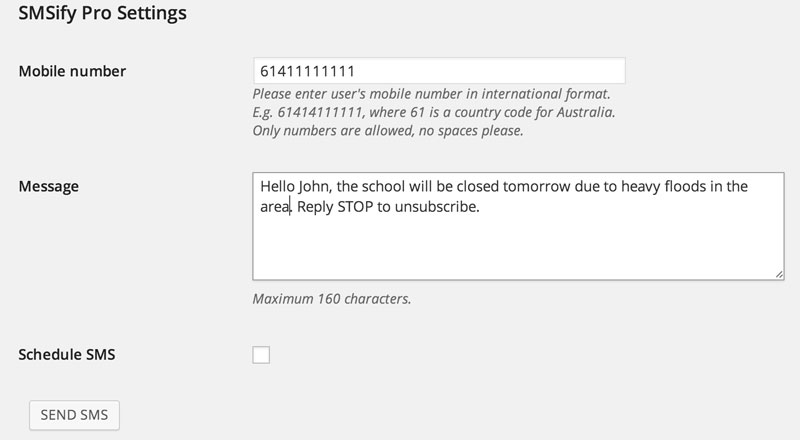 SMSify Pro Settings
Mobile number
61411111111
Please enter user's mobile number in international format.
E.g. 61414111111, where 61 is a country code for Australia.
Only numbers are allowed, no spaces please.
Message
Hello John, the school will be closed tomorrow due to heavy floods in the
area. Reply STOP to unsubscribe.
Maximum 160 characters.
Schedule SMS
SEND SMS